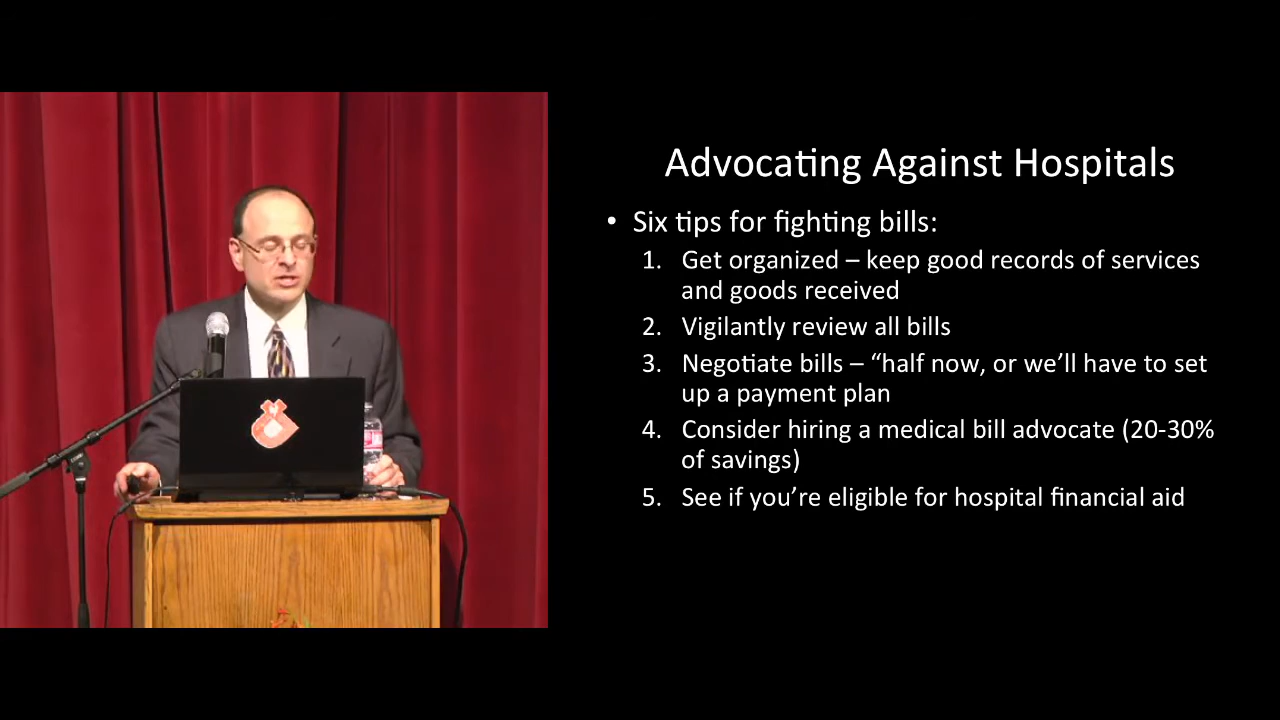 Advocating Against Hospitals
• Six tips for fighting bills:
1. Get organized – keep good records of services
and goods received
2. Vigilantly review all bills
3. Negotiate bills – “half now, or we’ll have to set
up a payment plan
4. Consider hiring a medical bill advocate (20-30%
of savings)
5. See if you’re eligible for hospital financial aid